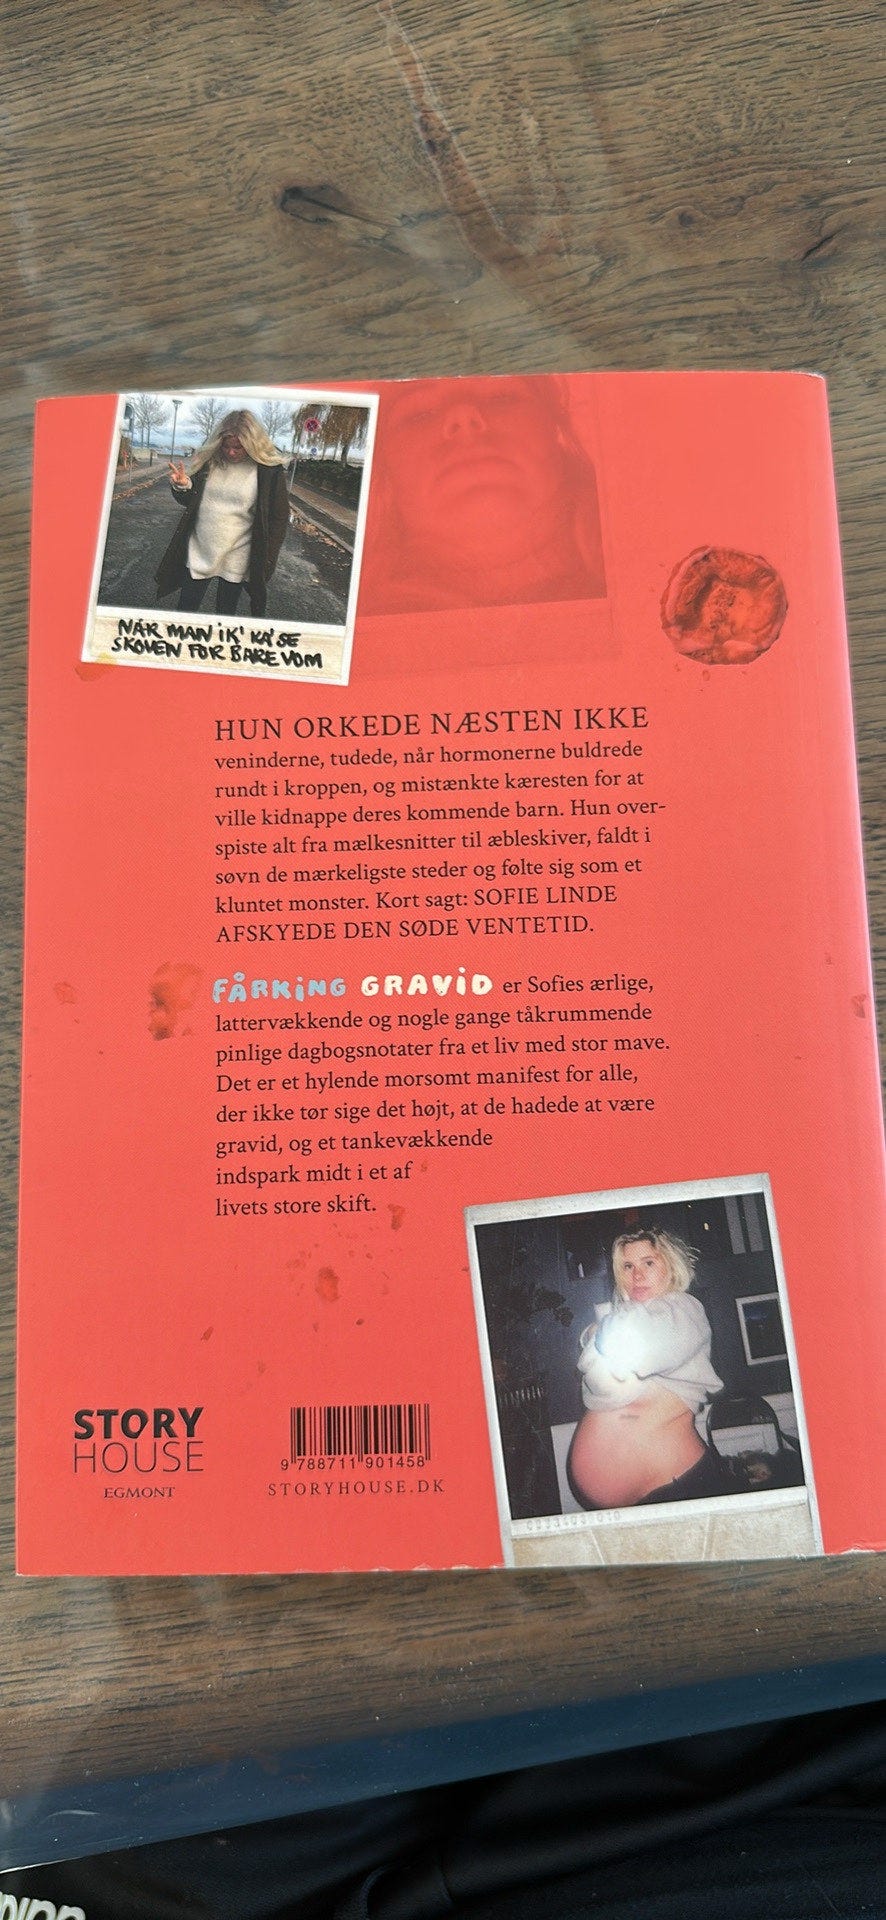 NÅR MAN iK' KA' SE
SKOVEN FOR BARE VOM
HUN ORKEDE NÆSTEN IKKE
veninderne, tudede, når hormonerne buldrede
rundt i kroppen, og mistænkte kæresten for at
ville kidnappe deres kommende barn. Hun over-
spiste alt fra mælkesnitter til æbleskiver, faldt i
søvn de mærkeligste steder og følte sig som et
kluntet monster. Kort sagt: SOFIE LINDE
AFSKYEDE DEN SØDE VENTETID.
FÅRKiNG GRAViD er Sofies ærlige,
lattervækkende og nogle gange tåkrummende
pinlige dagbogsnotater fra et liv med stor mave.
Det er et hylende morsomt manifest for alle,
der ikke tør sige det højt, at de hadede at være
gravid, og et tankevækkende
indspark midt i et af
livets store skift.
STORY
HOUSE
EGMONT
9 788711 901458
STORYHOUSE.DK